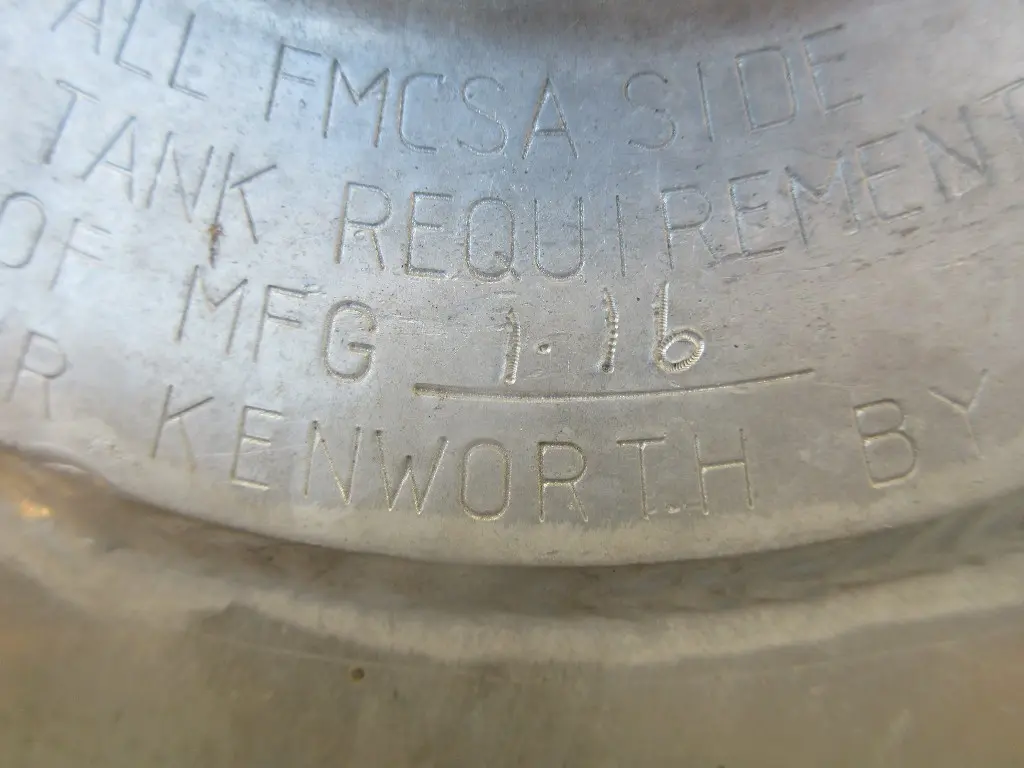 ALL FMCSA SIDE
TANK REQUIREMENT
OF MFG 1.16
R KENWORTH BY